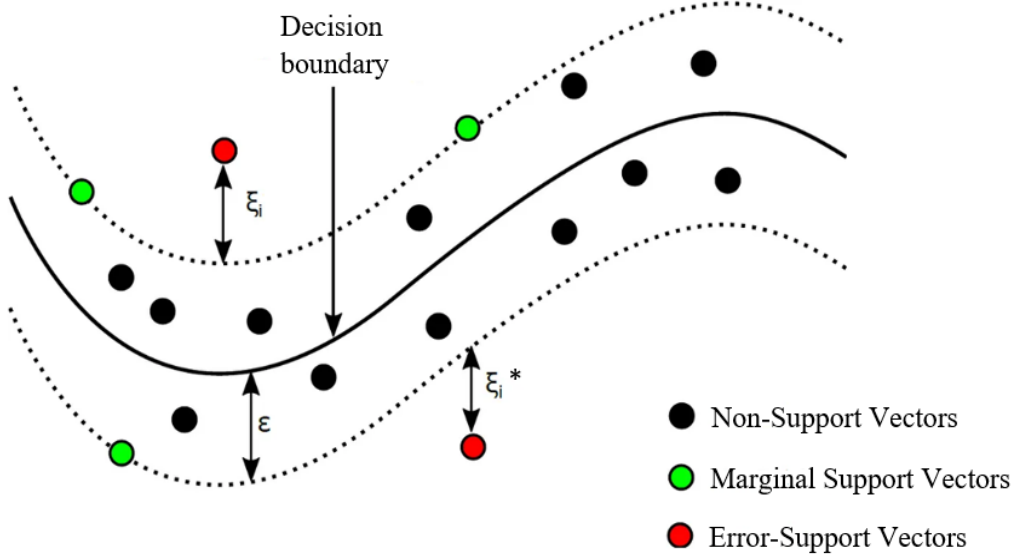 Decision
boundary
ξi
ξi *
ε
Non-Support Vectors
Marginal Support Vectors
Error-Support Vectors